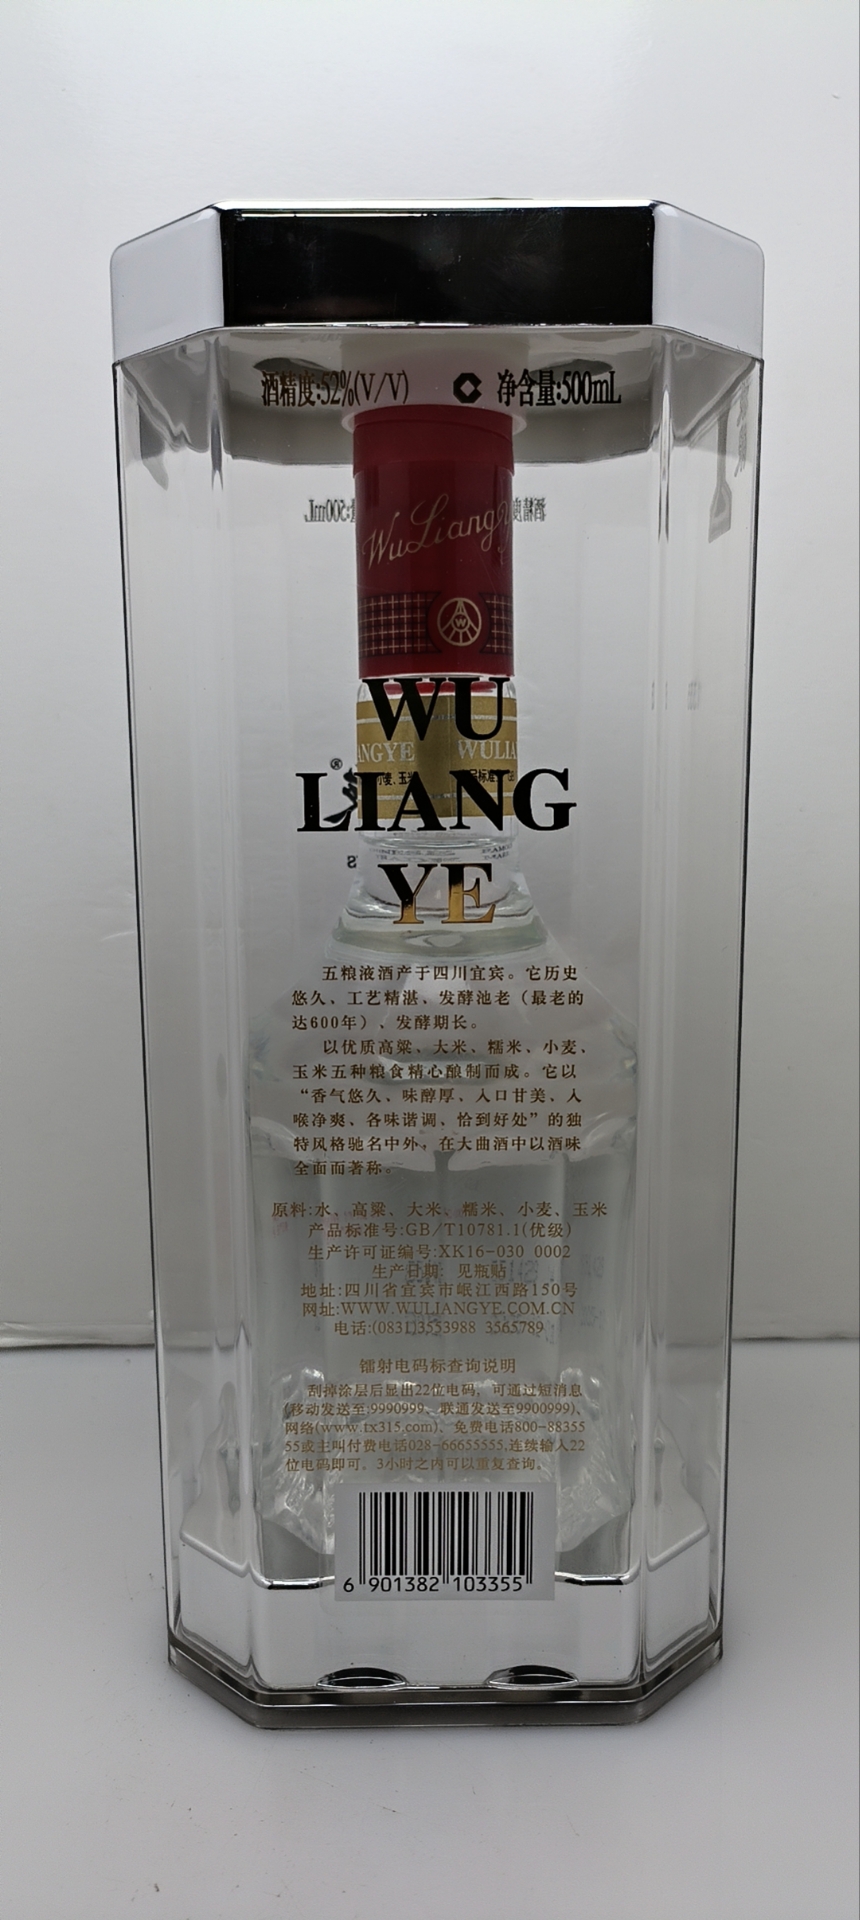 酒精度:52%(V/V) 净含量:500mL
WuLiangY
WU
ANGYE WULIA
小麦、玉米
LIANG
YE
五粮液酒产于四川宜宾。它历史
悠久、工艺精湛、发酵池老（最老的
达600年）、发酵期长。
以优质高粱、大米、糯米、小麦、
玉米五种粮食精心酿制而成。它以
“香气悠久、味醇厚、入口甘美、入
喉净爽、各味谐调、恰到好处”的独
特风格驰名中外，在大曲酒中以酒味
全面而著称。
原料:水、高粱、大米、糯米、小麦、玉米
产品标准号:GB/T10781.1(优级)
生产许可证编号:XK16-030 0002
生产日期: 见瓶贴
地址:四川省宜宾市岷江西路150号
网址:WWW.WULIANGYE.COM.CN
电话:(0831)3553988 3565789
镭射电码标查询说明
刮掉涂层后显出22位电码，可通过短消息
(移动发送至:9990999、联通发送至9900999)、
网络(www.tx315.com)、免费电话800-88355
55或主叫付费电话028-66655555,连续输入22
位电码即可。3小时之内可以重复查询。
6 901382 103355